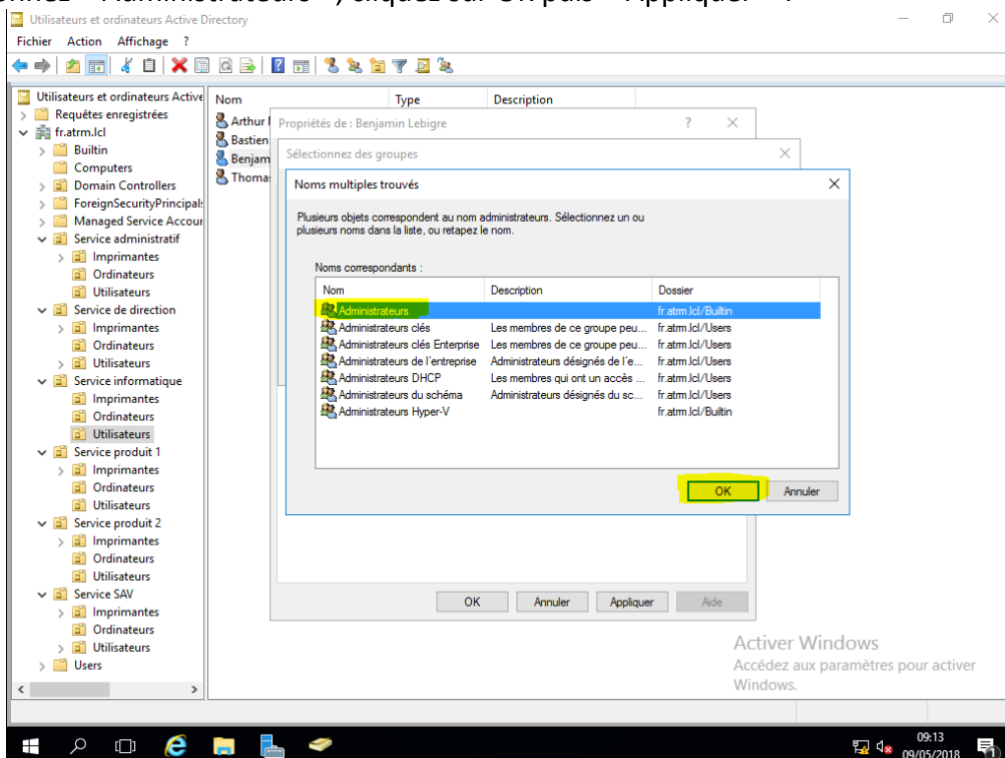 onnez « Administrateurs », cliquez sur OK puis « Appliquer » .
Utilisateurs et ordinateurs Active Directory
Fichier Action Affichage ?
Utilisateurs et ordinateurs Active
Requêtes enregistrées
fr.atrm.lcl
Builtin
Computers
Domain Controllers
ForeignSecurityPrincipal
Managed Service Accour
Service administratif
Imprimantes
Ordinateurs
Utilisateurs
Service de direction
Imprimantes
Ordinateurs
Utilisateurs
Service informatique
Imprimantes
Ordinateurs
Utilisateurs
Service produit 1
Imprimantes
Ordinateurs
Utilisateurs
Service produit 2
Imprimantes
Ordinateurs
Utilisateurs
Service SAV
Imprimantes
Ordinateurs
Utilisateurs
Users
Nom Type Description
Arthur
Bastien
Benjam
Thomas
Propriétés de : Benjamin Lebigre ?
Sélectionnez des groupes
Noms multiples trouvés
Plusieurs objets correspondent au nom administrateurs. Sélectionnez un ou
plusieurs noms dans la liste, ou retapez le nom.
Noms correspondants :
Nom Description Dossier
Administrateurs fr.atrm.lcl/Builtin
Administrateurs clés Les membres de ce groupe peu... fr.atrm.lcl/Users
Administrateurs clés Enterprise Les membres de ce groupe peu... fr.atrm.lcl/Users
Administrateurs de l'entreprise Administrateurs désignés de l'e... fr.atrm.lcl/Users
Administrateurs DHCP Les membres qui ont un accès ... fr.atrm.lcl/Users
Administrateurs du schéma Administrateurs désignés du sc... fr.atrm.lcl/Users
Administrateurs Hyper-V fr.atrm.lcl/Builtin
OK Annuler
OK Annuler Appliquer Aide
Activer Windows
Accédez aux paramètres pour activer
Windows.
09:13
09/05/2018